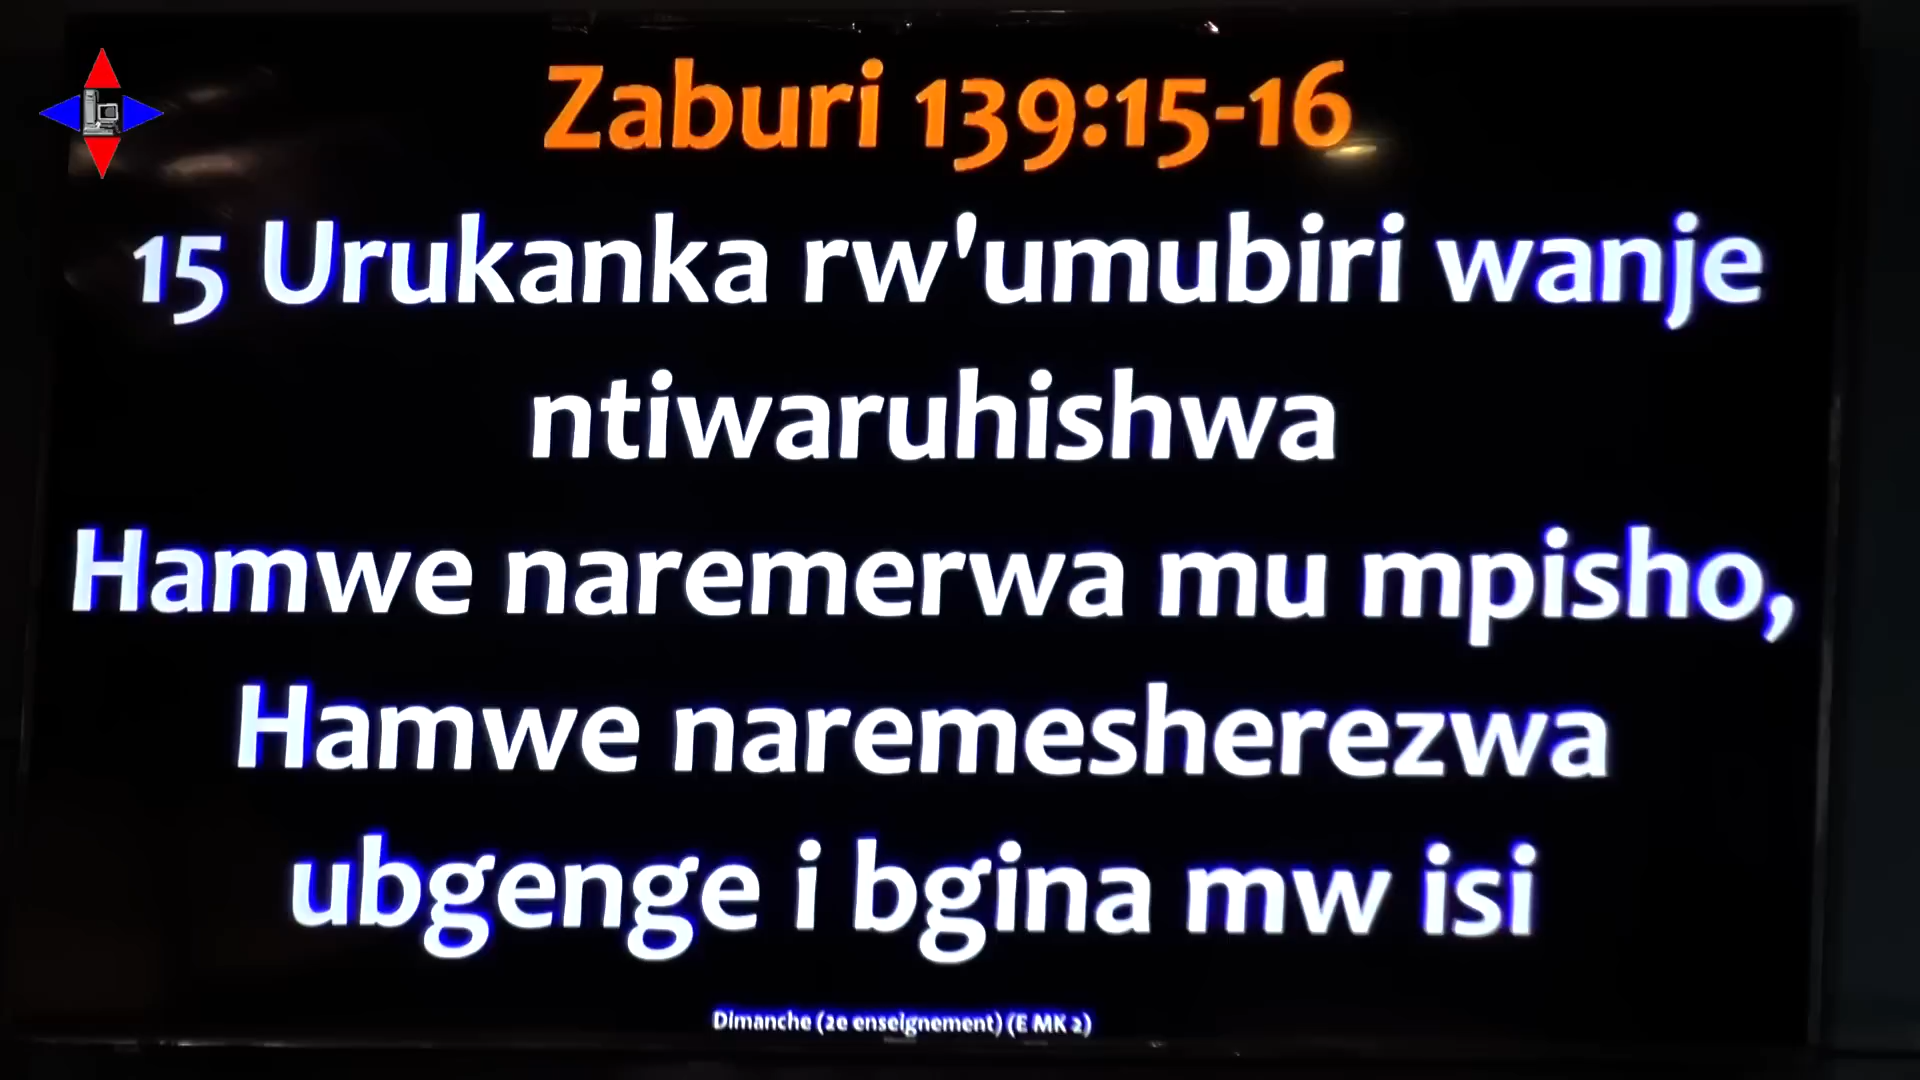 Zaburi 139:15-16
15 Urukanka rw'umubiri wanje
ntiwaruhishwa
Hamwe naremerwa mu mpisho,
Hamwe naremesherezwa
ubgenge i bgina mw isi
Dimanche (2e enseignement) (E MK 2)